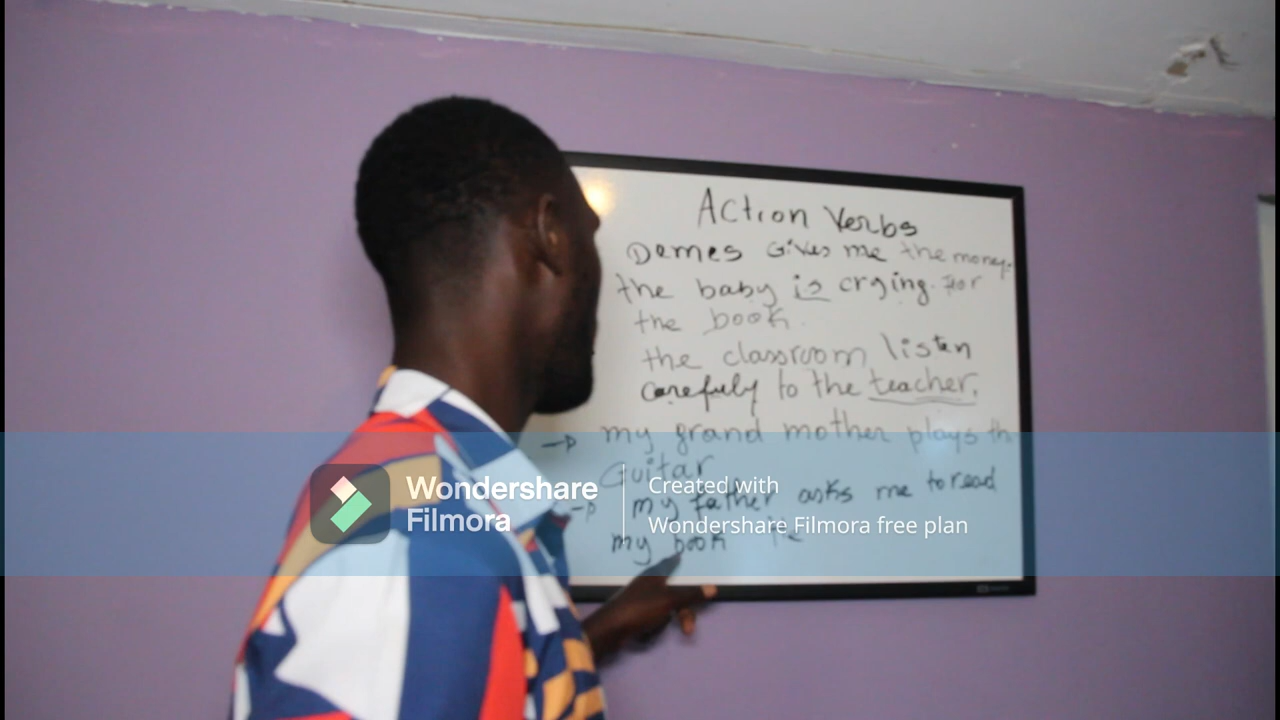 Action Verbs
Demes Gives me the money.
the baby is crying. For
the book.
the classroom listen
carefuly to the teacher.
my grand mother plays th
Guitar
my father asks me to read
my book
Wondershare
Filmora
Created with
Wondershare Filmora free plan